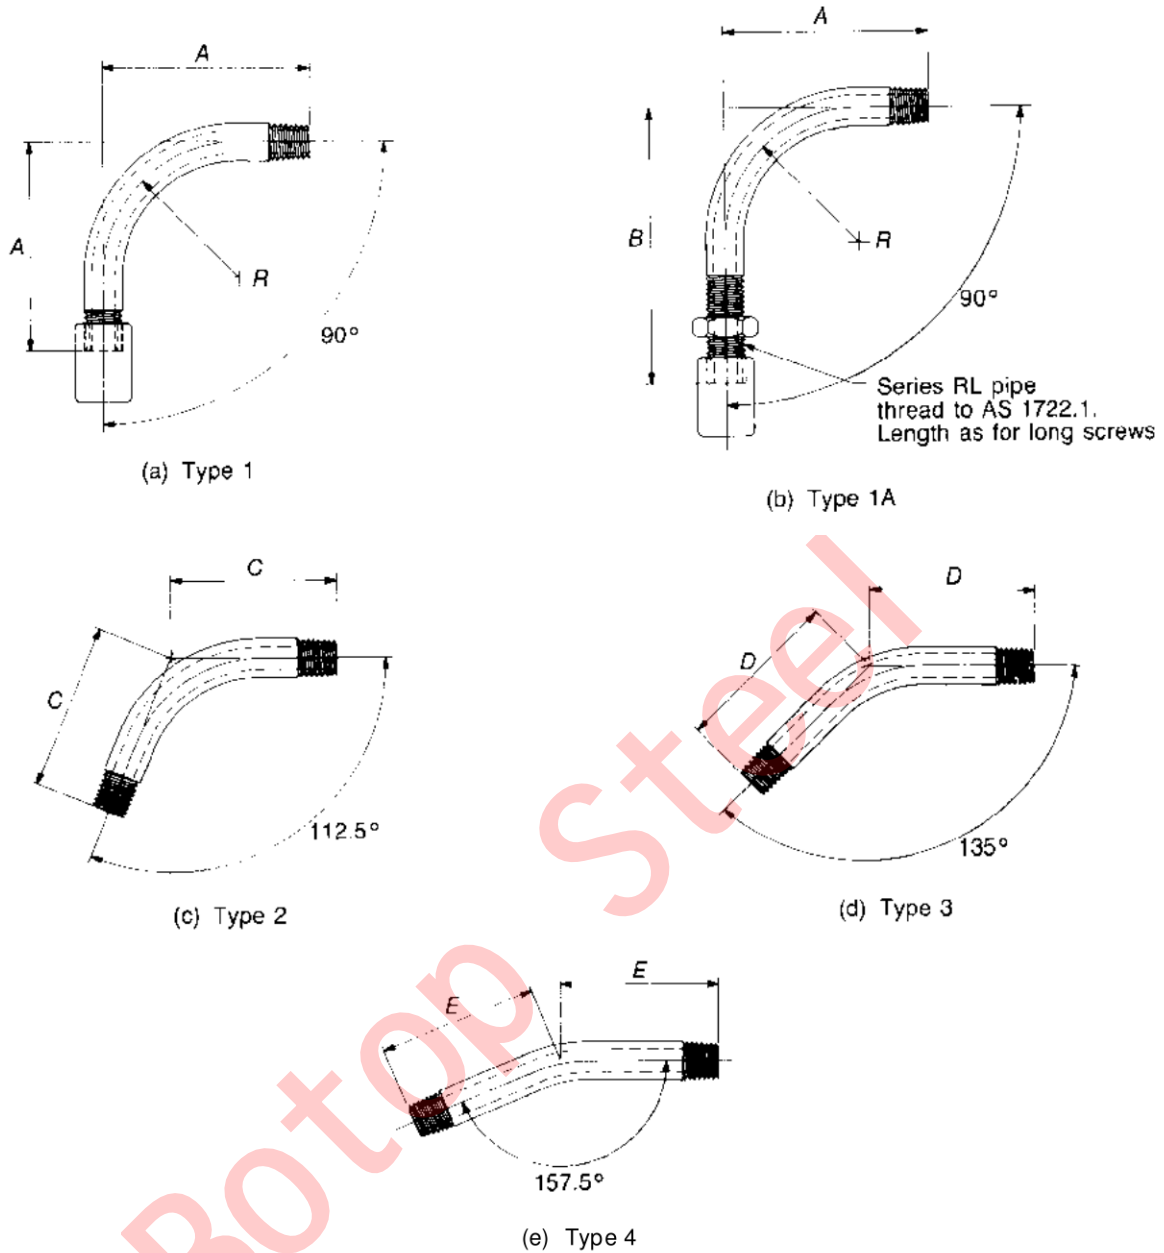 A
A
R
90°
(a) Type 1
A
B
R
90°
Series RL pipe
thread to AS 1722.1.
Length as for long screws
(b) Type 1A
C
C
112.5°
(c) Type 2
D
D
135°
(d) Type 3
E
E
157.5°
(e) Type 4
Botop Steel